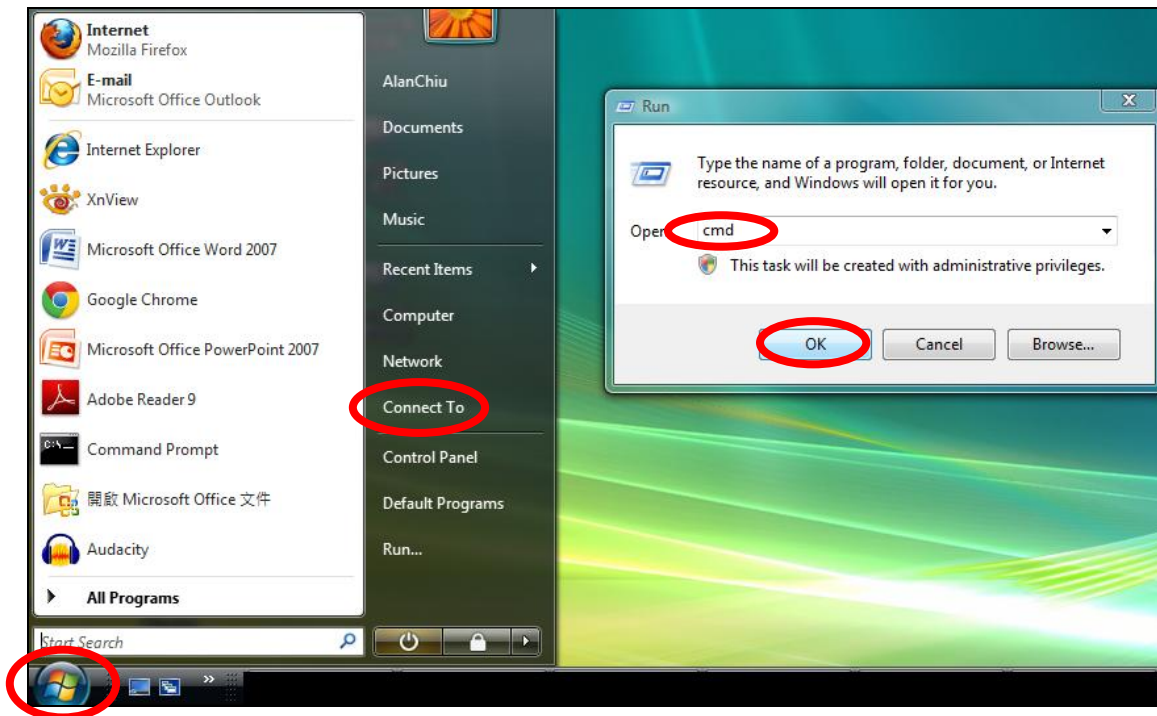 Internet
Mozilla Firefox
E-mail
Microsoft Office Outlook
Internet Explorer
XnView
Microsoft Office Word 2007
Google Chrome
Microsoft Office PowerPoint 2007
Adobe Reader 9
Command Prompt
開啟 Microsoft Office 文件
Audacity
All Programs
Start Search
AlanChiu
Documents
Pictures
Music
Recent Items
Computer
Network
Connect To
Control Panel
Default Programs
Run...
Run
Type the name of a program, folder, document, or Internet
resource, and Windows will open it for you.
Open cmd
This task will be created with administrative privileges.
OK Cancel Browse...